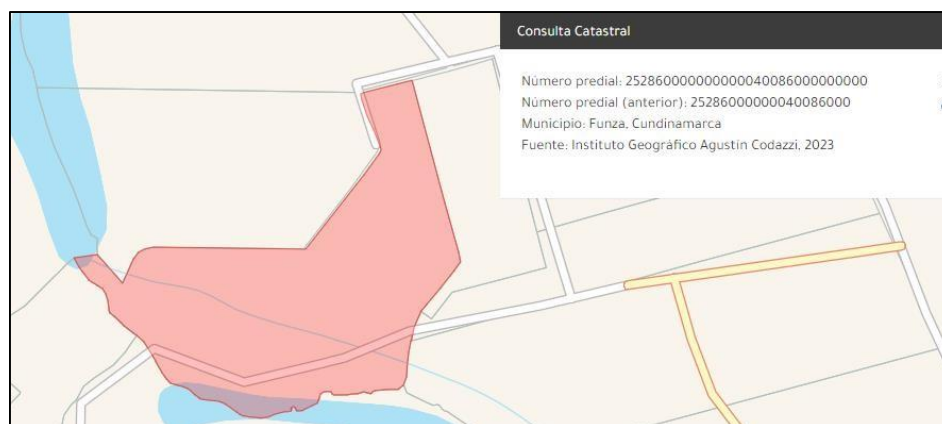 Consulta Catastral
Número predial: 252860000000000040086000000000
Número predial (anterior): 25286000000040086000
Municipio: Funza, Cundinamarca
Fuente: Instituto Geográfico Agustín Codazzi, 2023